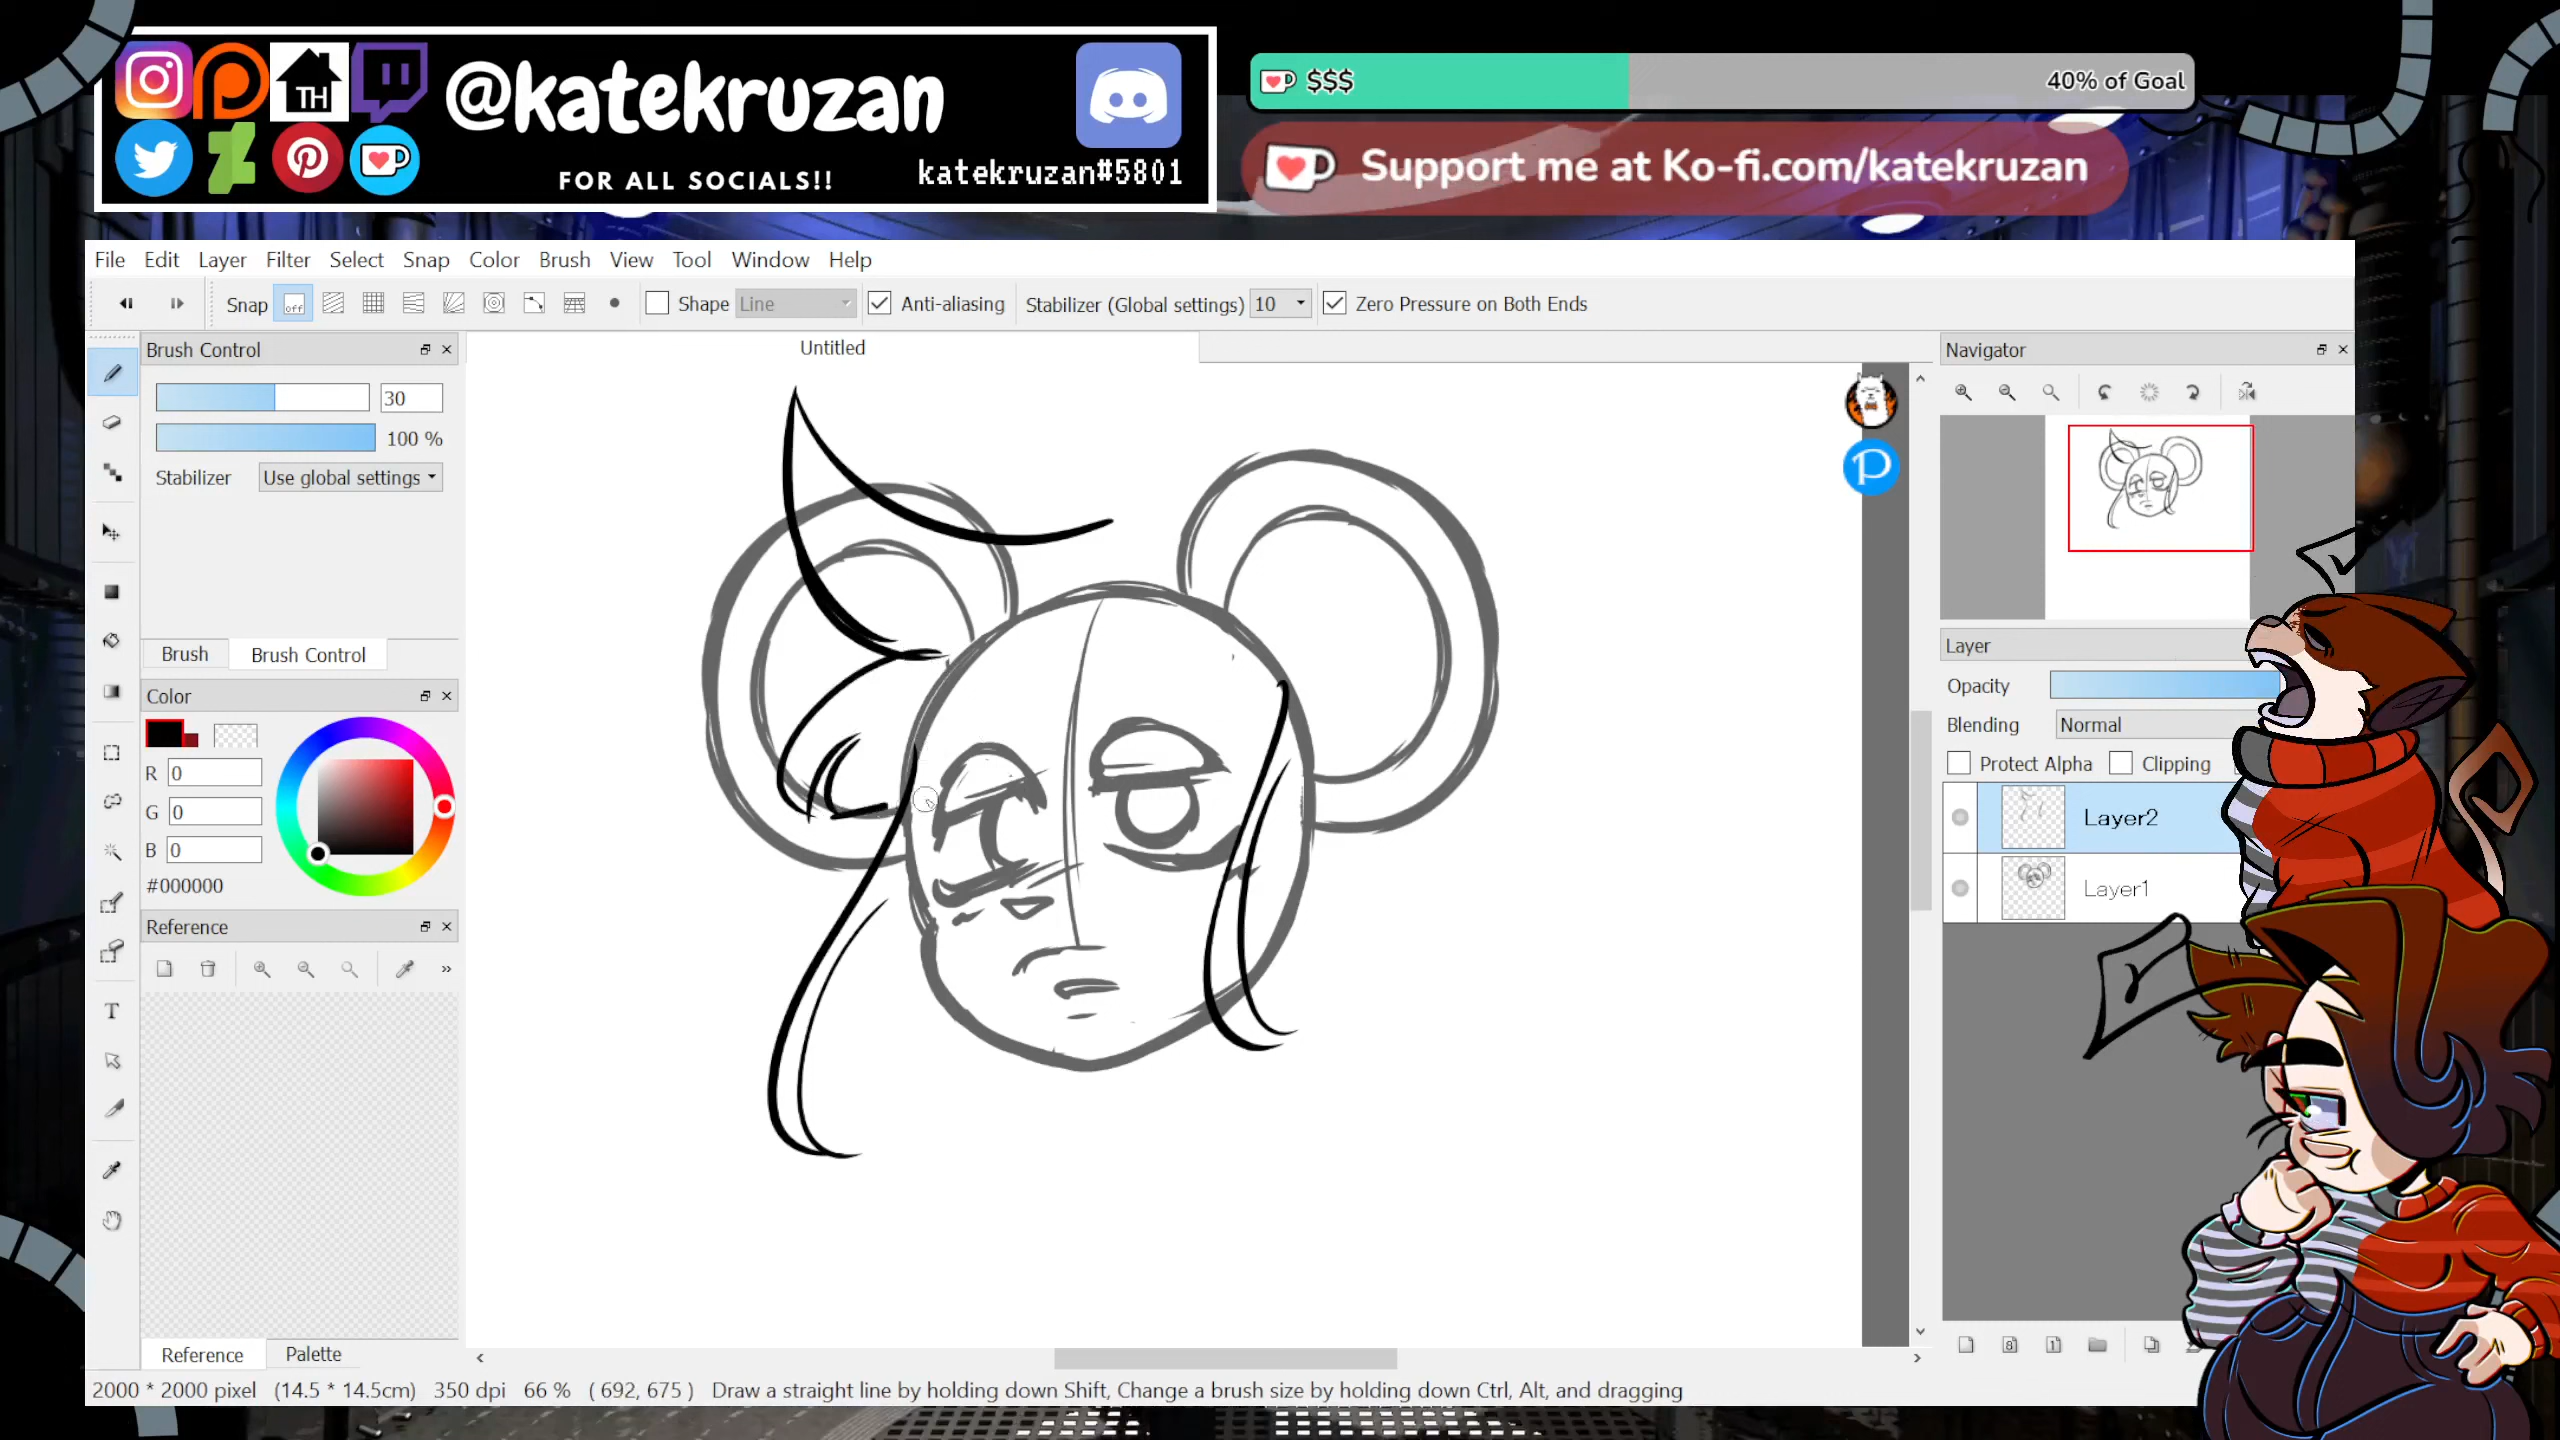 TH
@katekruzan
FOR ALL SOCIALS!!
katekruzan#5801
$$$
40% of Goal
Support me at Ko-fi.com/katekruzan
File Edit Layer Filter Select Snap Color Brush View Tool Window Help
Snap off Shape Line Anti-aliasing Stabilizer (Global settings) 10 Zero Pressure on Both Ends
Brush Control
30
100 %
Stabilizer Use global settings
Brush Brush Control
Color
R 0
G 0
B 0
#000000
Reference
Reference Palette
Untitled
P
Navigator
Layer
Opacity
Blending Normal
Protect Alpha Clipping
Layer2
Layer1
2000 * 2000 pixel (14.5 * 14.5cm) 350 dpi 66 % ( 692, 675 ) Draw a straight line by holding down Shift, Change a brush size by holding down Ctrl, Alt, and dragging